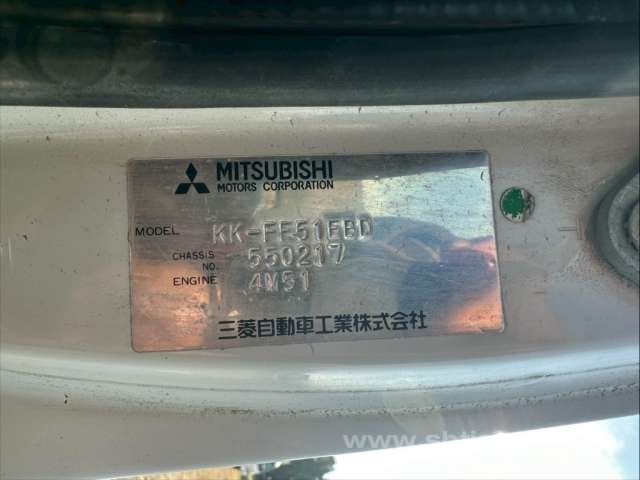 MITSUBISHI
MOTORS CORPORATION
MODEL KK-FE51EBD
CHASSIS NO. 550217
ENGINE 4M51
三菱自動車工業株式会社